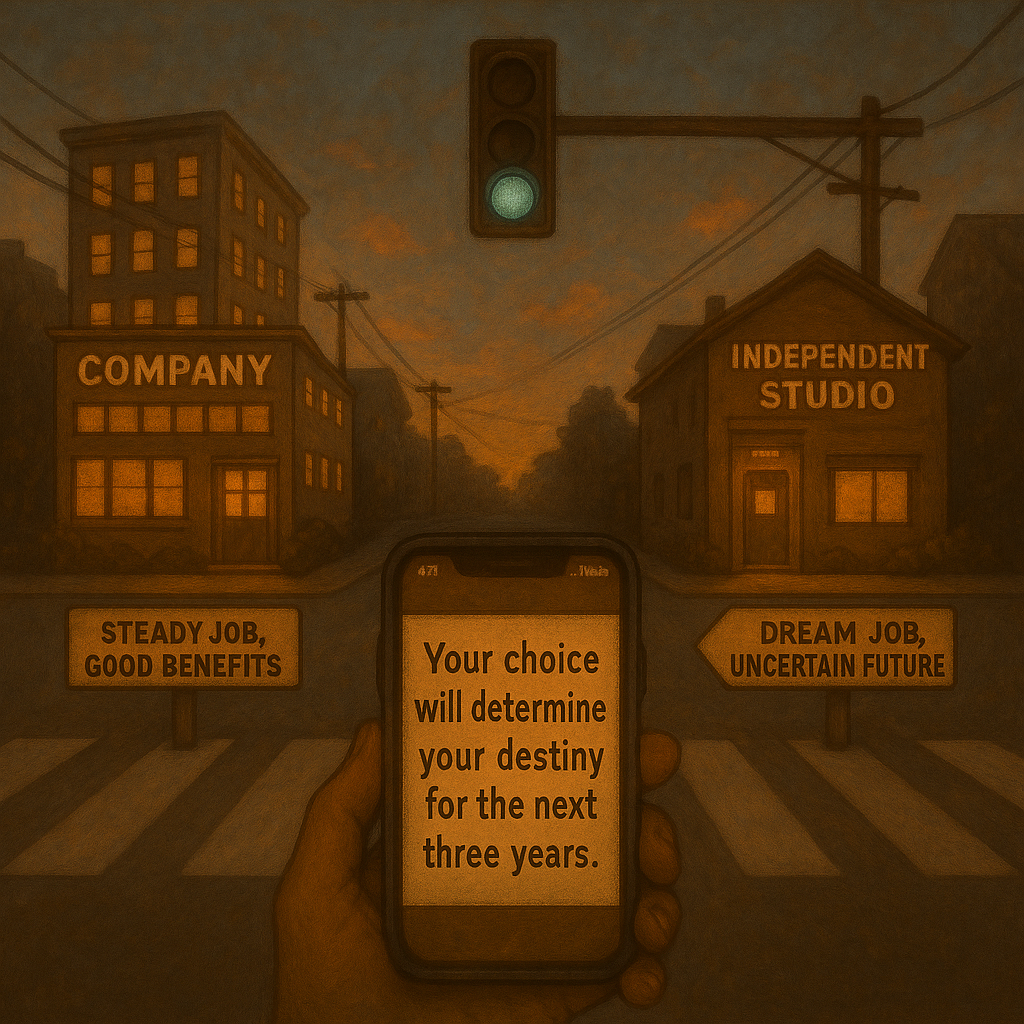 COMPANY
INDEPENDENT
STUDIO
STEADY JOB,
GOOD BENEFITS
DREAM JOB,
UNCERTAIN FUTURE
Your choice
will determine
your destiny
for the next
three years.